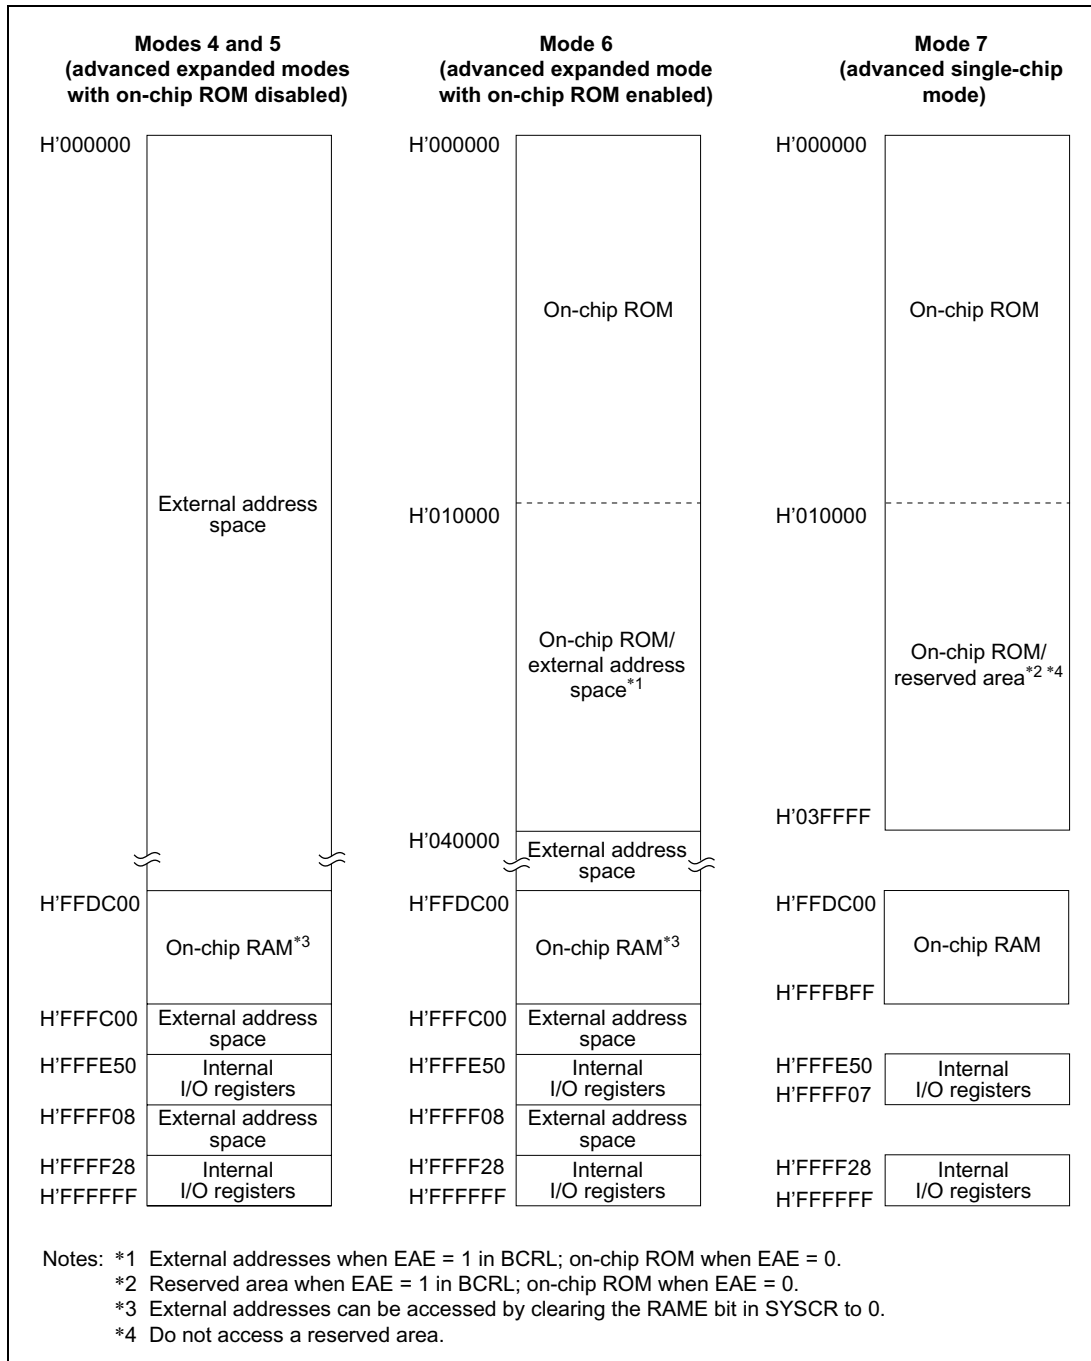 Modes 4 and 5
(advanced expanded modes
with on-chip ROM disabled)
H'000000
External address
space
H'FFDC00
On-chip RAM*3
H'FFFC00
External address
space
H'FFFE50
Internal
I/O registers
H'FFFF08
External address
space
H'FFFF28
Internal
I/O registers
H'FFFFFF
Mode 6
(advanced expanded mode
with on-chip ROM enabled)
H'000000
On-chip ROM
H'010000
On-chip ROM/
external address
space*1
H'040000
External address
space
H'FFDC00
On-chip RAM*3
H'FFFC00
External address
space
H'FFFE50
Internal
I/O registers
H'FFFF08
External address
space
H'FFFF28
Internal
I/O registers
H'FFFFFF
Mode 7
(advanced single-chip
mode)
H'000000
On-chip ROM
H'010000
On-chip ROM/
reserved area*2 *4
H'03FFFF
H'FFDC00
On-chip RAM
H'FFFBFF
H'FFFE50
Internal
I/O registers
H'FFFF07
H'FFFF28
Internal
I/O registers
H'FFFFFF
Notes: *1 External addresses when EAE = 1 in BCRL; on-chip ROM when EAE = 0.
*2 Reserved area when EAE = 1 in BCRL; on-chip ROM when EAE = 0.
*3 External addresses can be accessed by clearing the RAME bit in SYSCR to 0.
*4 Do not access a reserved area.